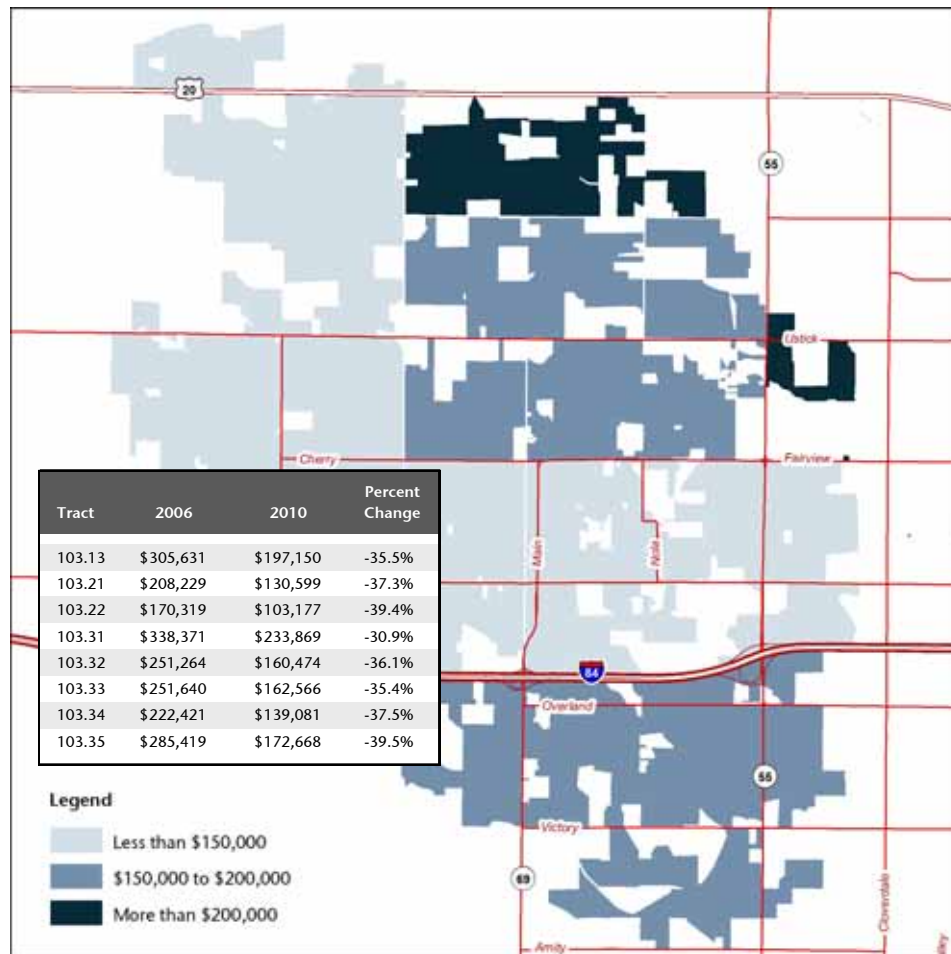 20
55
Ustick
Cherry
Fairview
Main
Nola
Percent
Tract 2006 2010 Change
103.13 $305,631 $197,150 -35.5%
103.21 $208,229 $130,599 -37.3%
103.22 $170,319 $103,177 -39.4%
103.31 $338,371 $233,869 -30.9%
103.32 $251,264 $160,474 -36.1%
103.33 $251,640 $162,566 -35.4%
103.34 $222,421 $139,081 -37.5%
103.35 $285,419 $172,668 -39.5%
84
Overland
55
Victory
69
Cloverdale
Amity
Legend
Less than $150,000
$150,000 to $200,000
More than $200,000